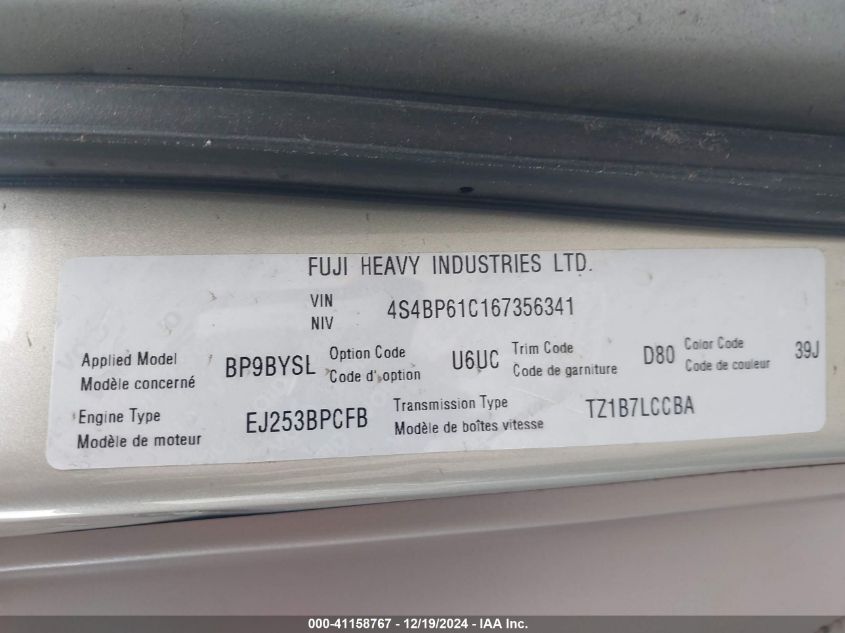 FUJI HEAVY INDUSTRIES LTD.
VIN
NIV
4S4BP61C167356341
Applied Model
Modèle concerné
BP9BYSL
Option Code
Code d'option
U6UC
Trim Code
Code de garniture
D80
Color Code
Code de couleur
39J
Engine Type
Modèle de moteur
EJ253BPCFB
Transmission Type
Modèle de boîtes vitesse
TZ1B7LCCBA
000-41158767 - 12/19/2024 - IAA Inc.